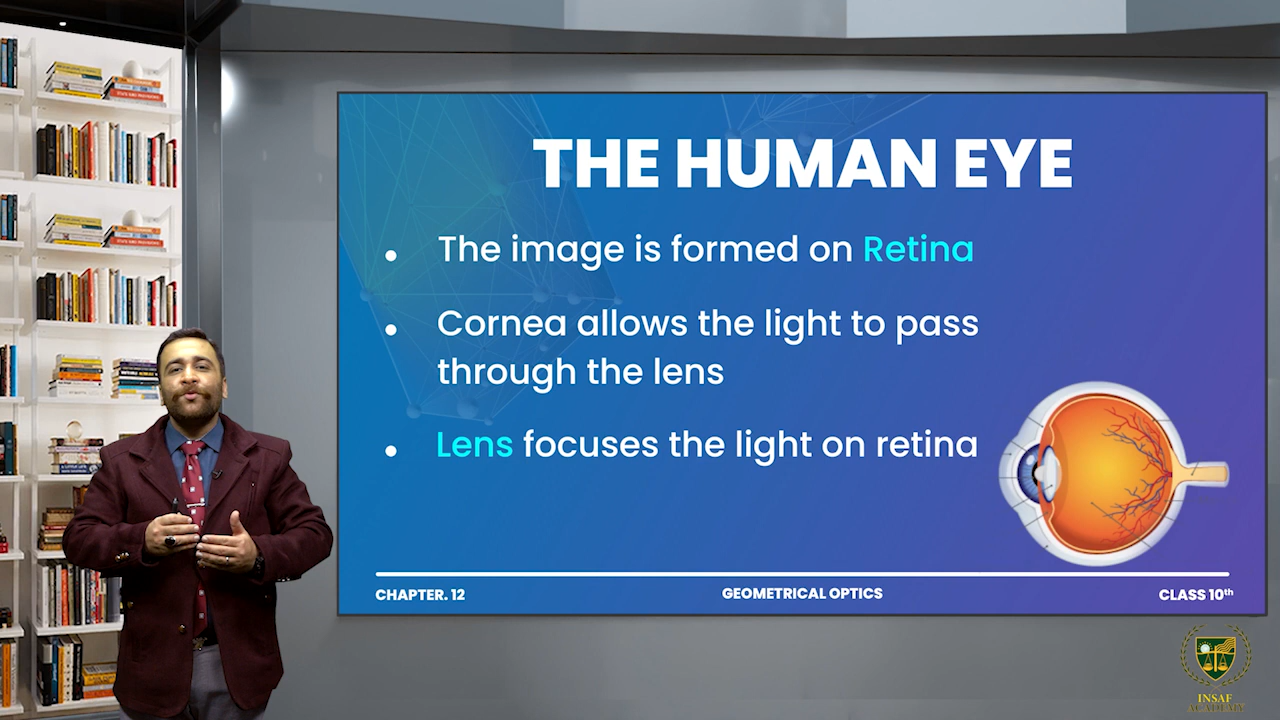 THE HUMAN EYE
• The image is formed on Retina
• Cornea allows the light to pass
through the lens
• Lens focuses the light on retina
CHAPTER. 12
GEOMETRICAL OPTICS
CLASS 10th
INSAF
ACADEMY